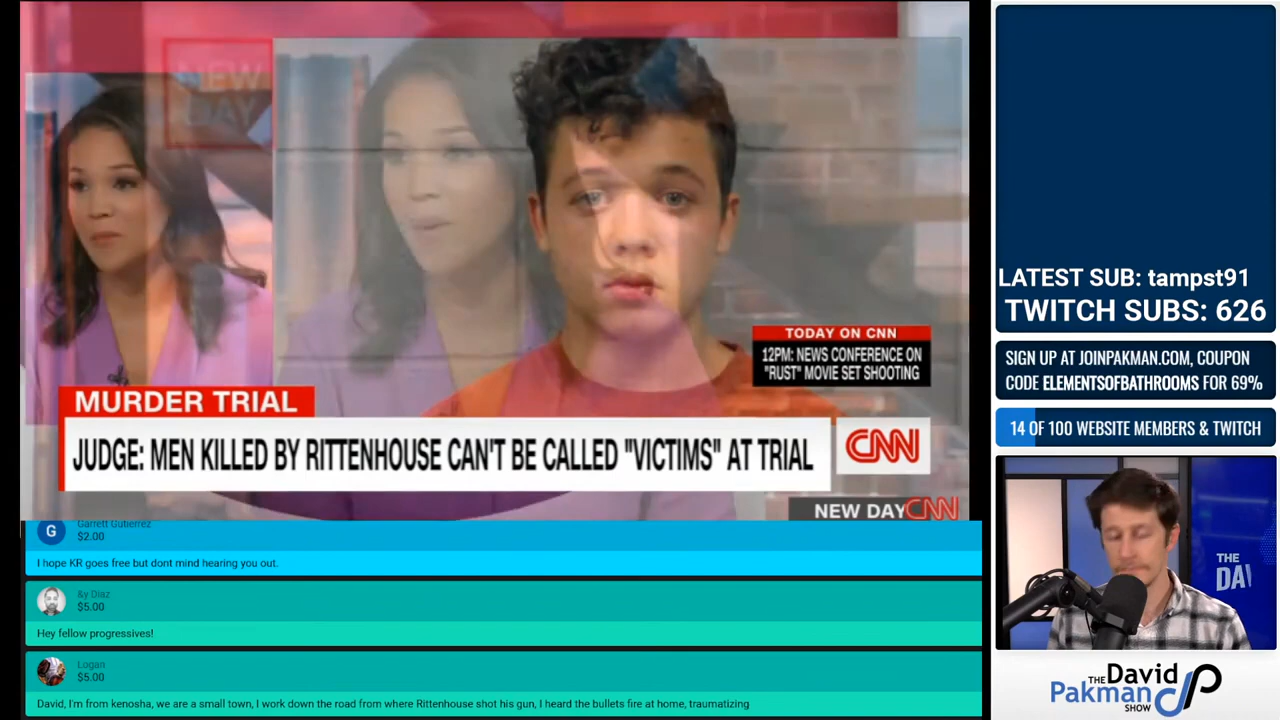 NEW
DAY
TODAY ON CNN
12PM: NEWS CONFERENCE ON
"RUST" MOVIE SET SHOOTING
MURDER TRIAL
JUDGE: MEN KILLED BY RITTENHOUSE CAN'T BE CALLED "VICTIMS" AT TRIAL
CNN
NEW DAY CNN
G
Garrett Gutierrez
$2.00
I hope KR goes free but dont mind hearing you out.
&y Diaz
$5.00
Hey fellow progressives!
Logan
$5.00
David, I'm from kenosha, we are a small town, I work down the road from where Rittenhouse shot his gun, I heard the bullets fire at home, traumatizing
LATEST SUB: tampst91
TWITCH SUBS: 626
SIGN UP AT JOINPAKMAN.COM, COUPON
CODE ELEMENTSOFBATHROOMS FOR 69%
14 OF 100 WEBSITE MEMBERS & TWITCH
THE
DA
THE David
Pakman
SHOW